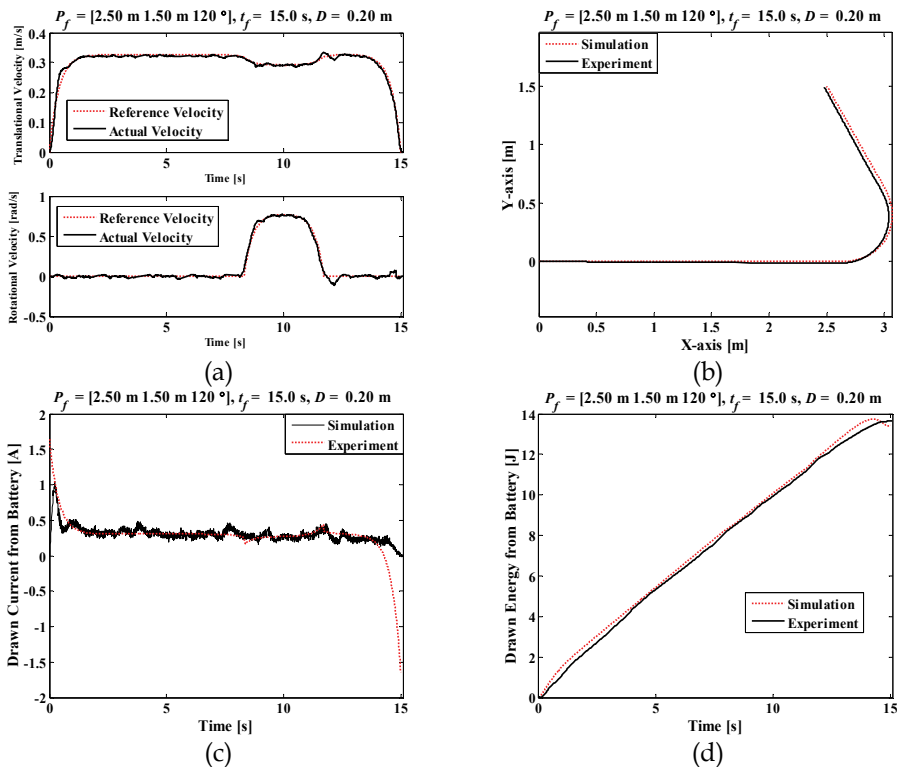 P_f = [2.50 m 1.50 m 120 °], t_f = 15.0 s, D = 0.20 m
Translational Velocity [m/s]
0.4
0.3
0.2
0.1
0
Reference Velocity
Actual Velocity
0 5 10 15
Time [s]
Rotational Velocity [rad/s]
1
0.5
0
-0.5
Reference Velocity
Actual Velocity
0 5 10 15
Time [s]
(a)
P_f = [2.50 m 1.50 m 120 °], t_f = 15.0 s, D = 0.20 m
Simulation
Experiment
Y-axis [m]
1.5
1
0.5
0
0 0.5 1 1.5 2 2.5 3
X-axis [m]
(b)
P_f = [2.50 m 1.50 m 120 °], t_f = 15.0 s, D = 0.20 m
Drawn Current from Battery [A]
2
1.5
1
0.5
0
-0.5
-1
-1.5
-2
Simulation
Experiment
0 5 10 15
Time [s]
(c)
P_f = [2.50 m 1.50 m 120 °], t_f = 15.0 s, D = 0.20 m
Drawn Energy from Battery [J]
14
12
10
8
6
4
2
0
Simulation
Experiment
0 5 10 15
Time [s]
(d)